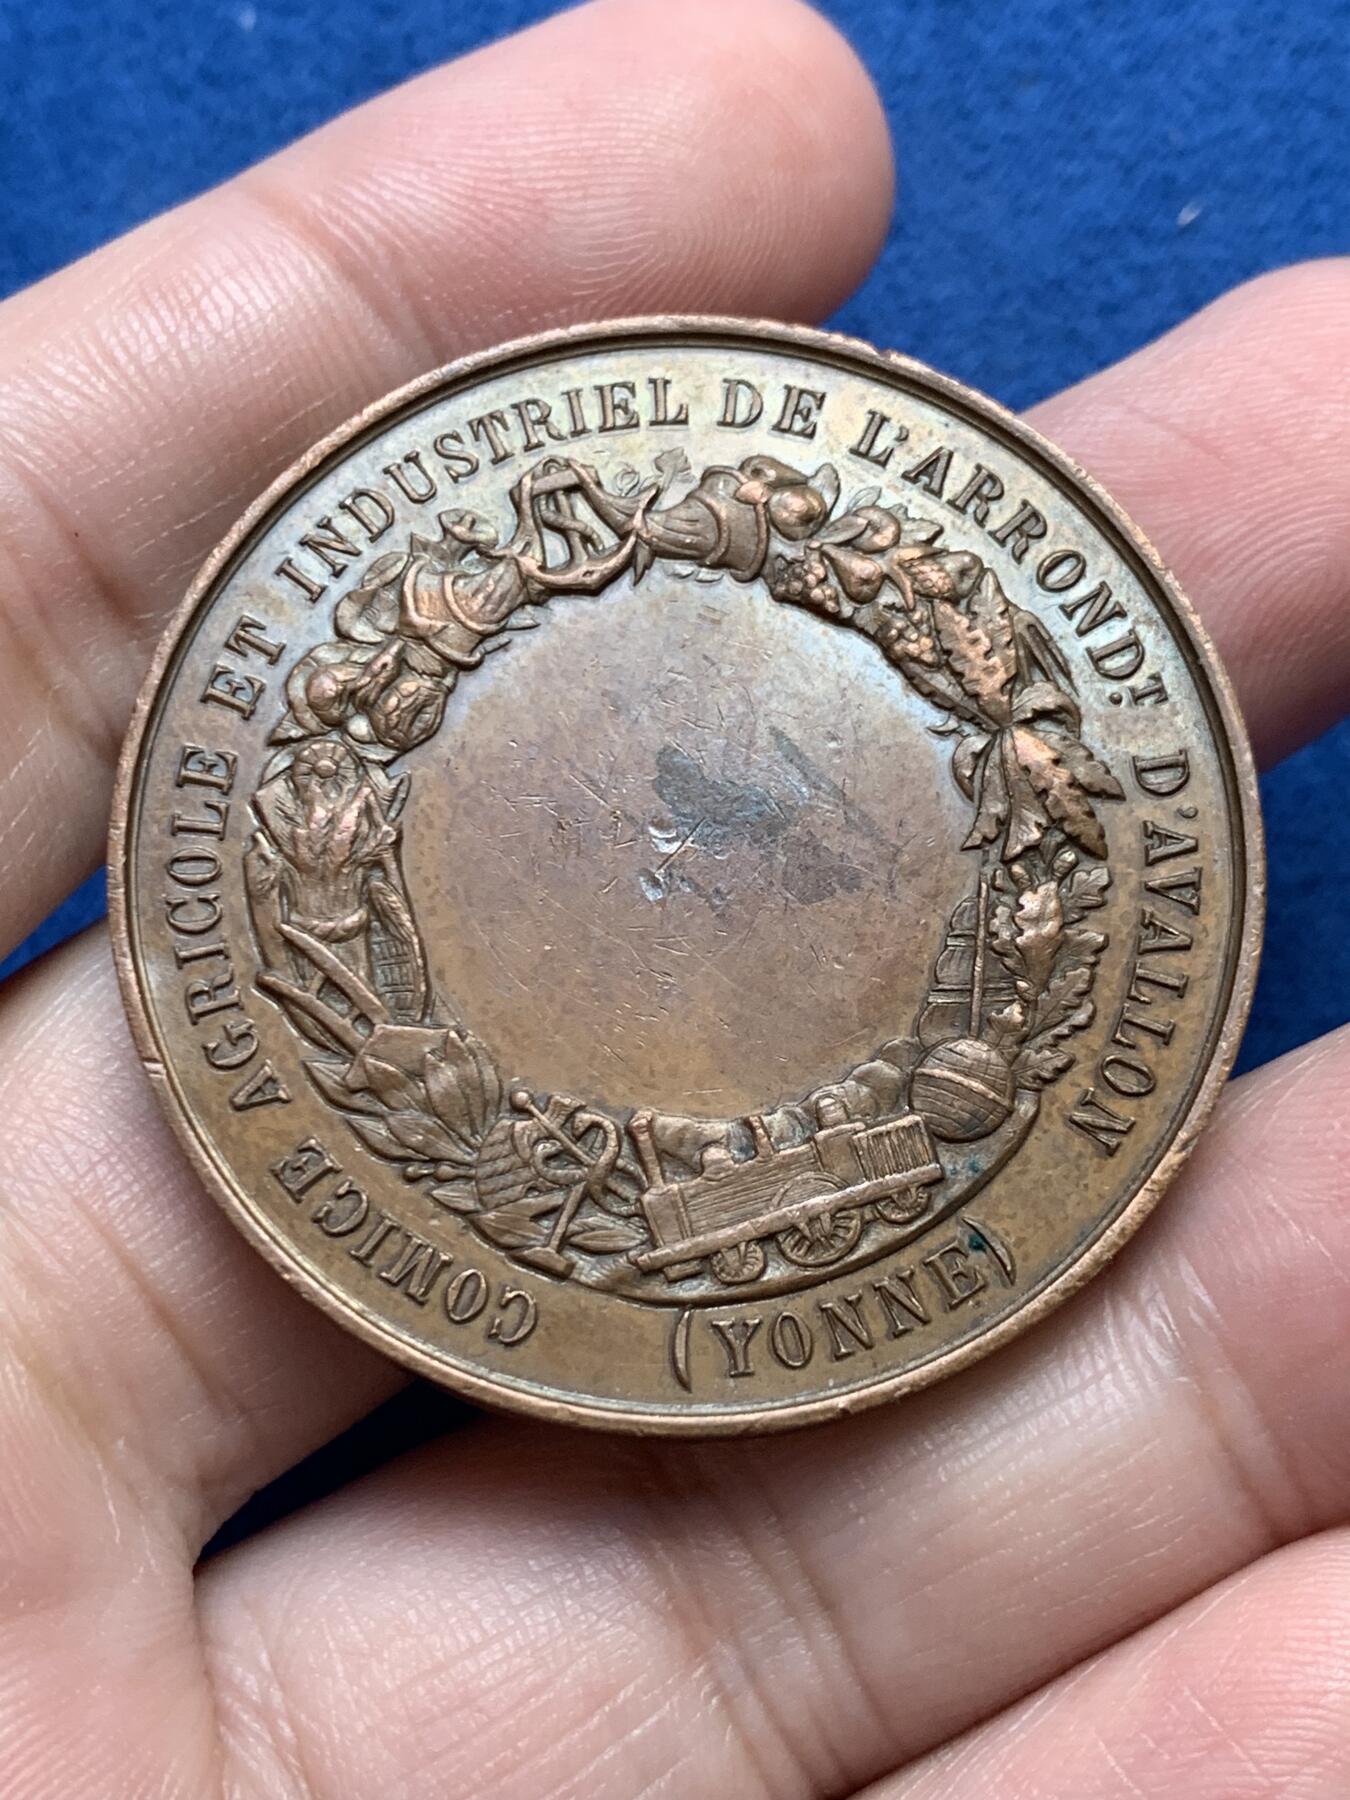 COMICE AGRICOLE ET INDUSTRIEL DE L'ARRONDT. D'AVALLON
(YONNE)